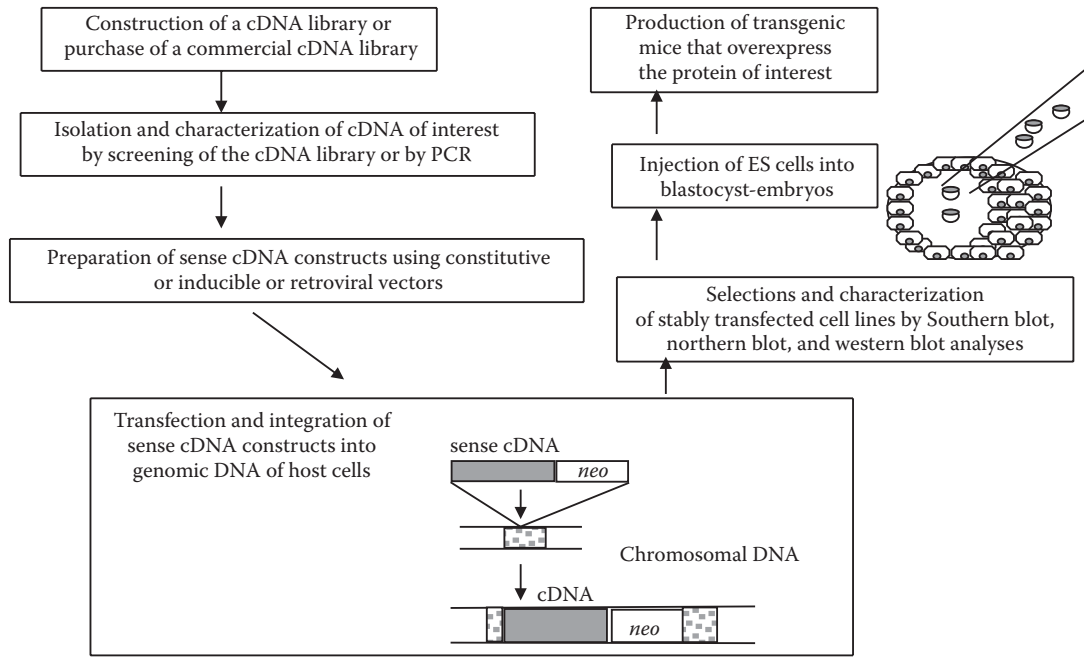 Construction of a cDNA library or
purchase of a commercial cDNA library
Isolation and characterization of cDNA of interest
by screening of the cDNA library or by PCR
Preparation of sense cDNA constructs using constitutive
or inducible or retroviral vectors
Transfection and integration of
sense cDNA constructs into
genomic DNA of host cells
sense cDNA
neo
Chromosomal DNA
cDNA
neo
Selections and characterization
of stably transfected cell lines by Southern blot,
northern blot, and western blot analyses
Injection of ES cells into
blastocyst-embryos
Production of transgenic
mice that overexpress
the protein of interest